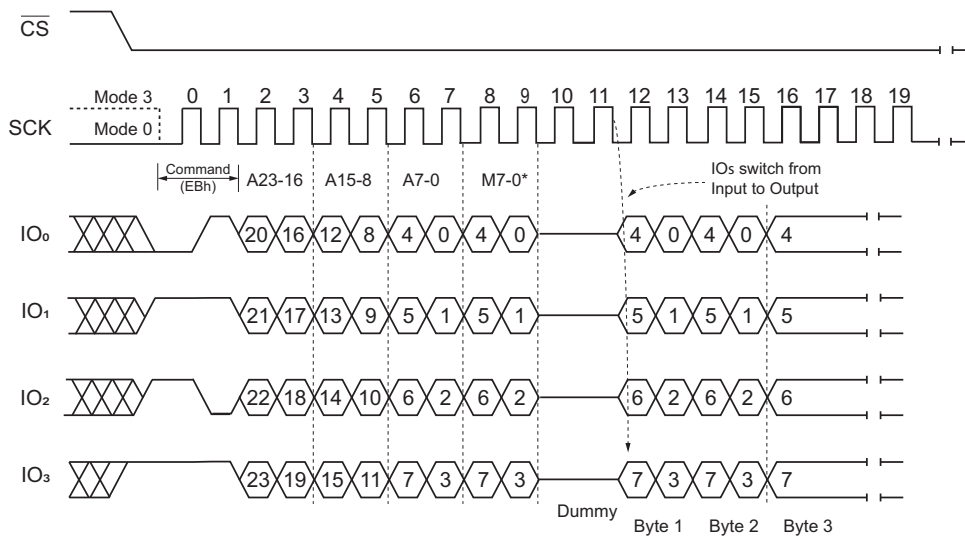 CS
Mode 3
0 1 2 3 4 5 6 7 8 9 10 11 12 13 14 15 16 17 18 19
SCK
Mode 0
Command
(EBh)
A23-16 A15-8 A7-0 M7-0*
IOs switch from
Input to Output
IO₀ 20 16 12 8 4 0 4 0 4 0 4 0 4
IO₁ 21 17 13 9 5 1 5 1 5 1 5 1 5
IO₂ 22 18 14 10 6 2 6 2 6 2 6 2 6
IO₃ 23 19 15 11 7 3 7 3 7 3 7 3 7
Dummy
Byte 1 Byte 2 Byte 3